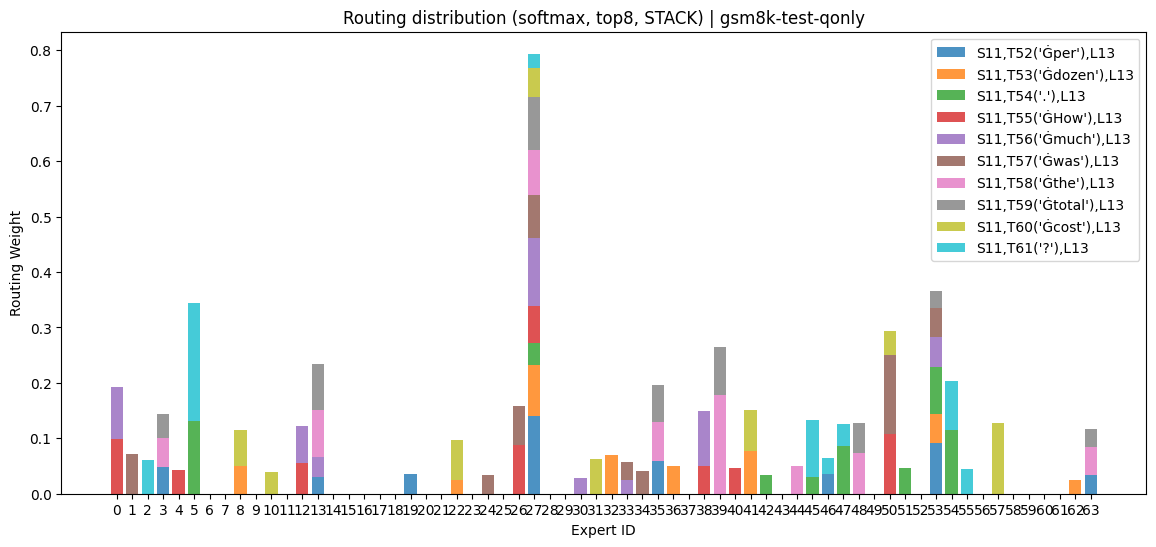 Routing distribution (softmax, top8, STACK) | gsm8k-test-qonly
Routing Weight
0.8
0.7
0.6
0.5
0.4
0.3
0.2
0.1
0.0
S11,T52('Ġper'),L13
S11,T53('Ġdozen'),L13
S11,T54('.'),L13
S11,T55('ĠHow'),L13
S11,T56('Ġmuch'),L13
S11,T57('Ġwas'),L13
S11,T58('Ġthe'),L13
S11,T59('Ġtotal'),L13
S11,T60('Ġcost'),L13
S11,T61('?'),L13
0 1 2 3 4 5 6 7 8 9 10 11 12 13 14 15 16 17 18 19 20 21 22 23 24 25 26 27 28 29 30 31 32 33 34 35 36 37 38 39 40 41 42 43 44 45 46 47 48 49 50 51 52 53 54 55 56 57 58 59 60 61 62 63
Expert ID